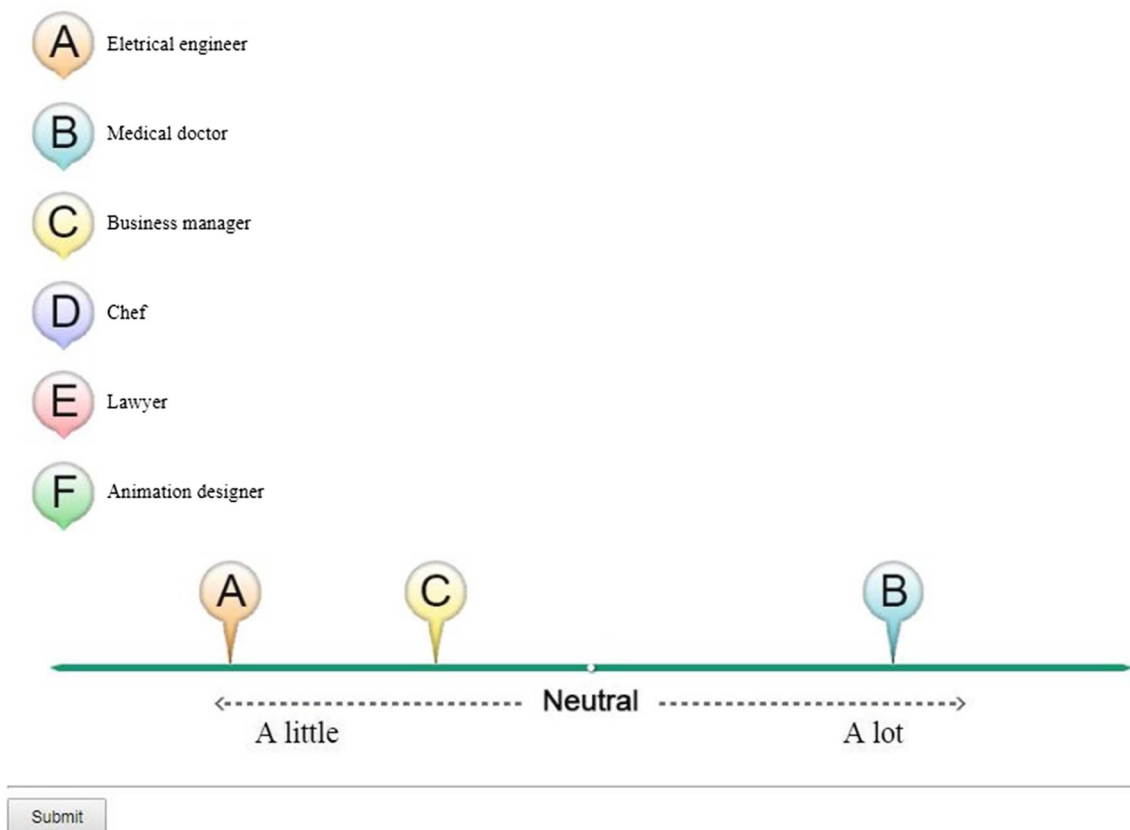 A Eletrical engineer
B Medical doctor
C Business manager
D Chef
E Lawyer
F Animation designer
A C B
Neutral
A little A lot
Submit